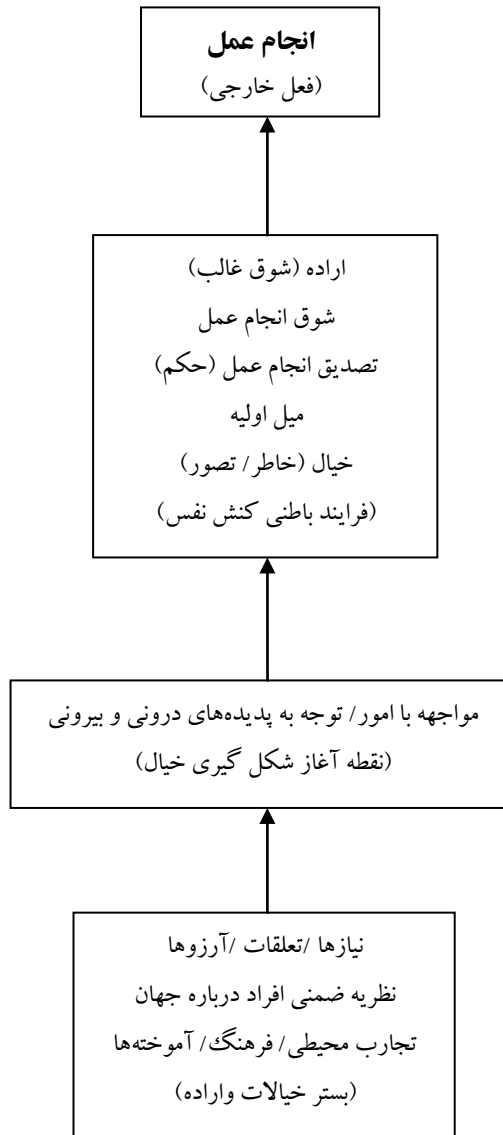 انجام عمل
(فعل خارجی)
اراده (شوق غالب)
شوق انجام عمل
تصدیق انجام عمل (حکم)
میل اولیه
خیال (خاطر/ تصور)
(فرایند باطنی کنش نفس)
مواجهه با امور/ توجه به پدیده‌های درونی و بیرونی
(نقطه آغاز شکل گیری خیال)
نیازها /تعلقات /آرزوها
نظریه ضمنی افراد درباره جهان
تجارب محیطی/ فرهنگ/ آموخته‌ها
(بستر خیالات واراده)